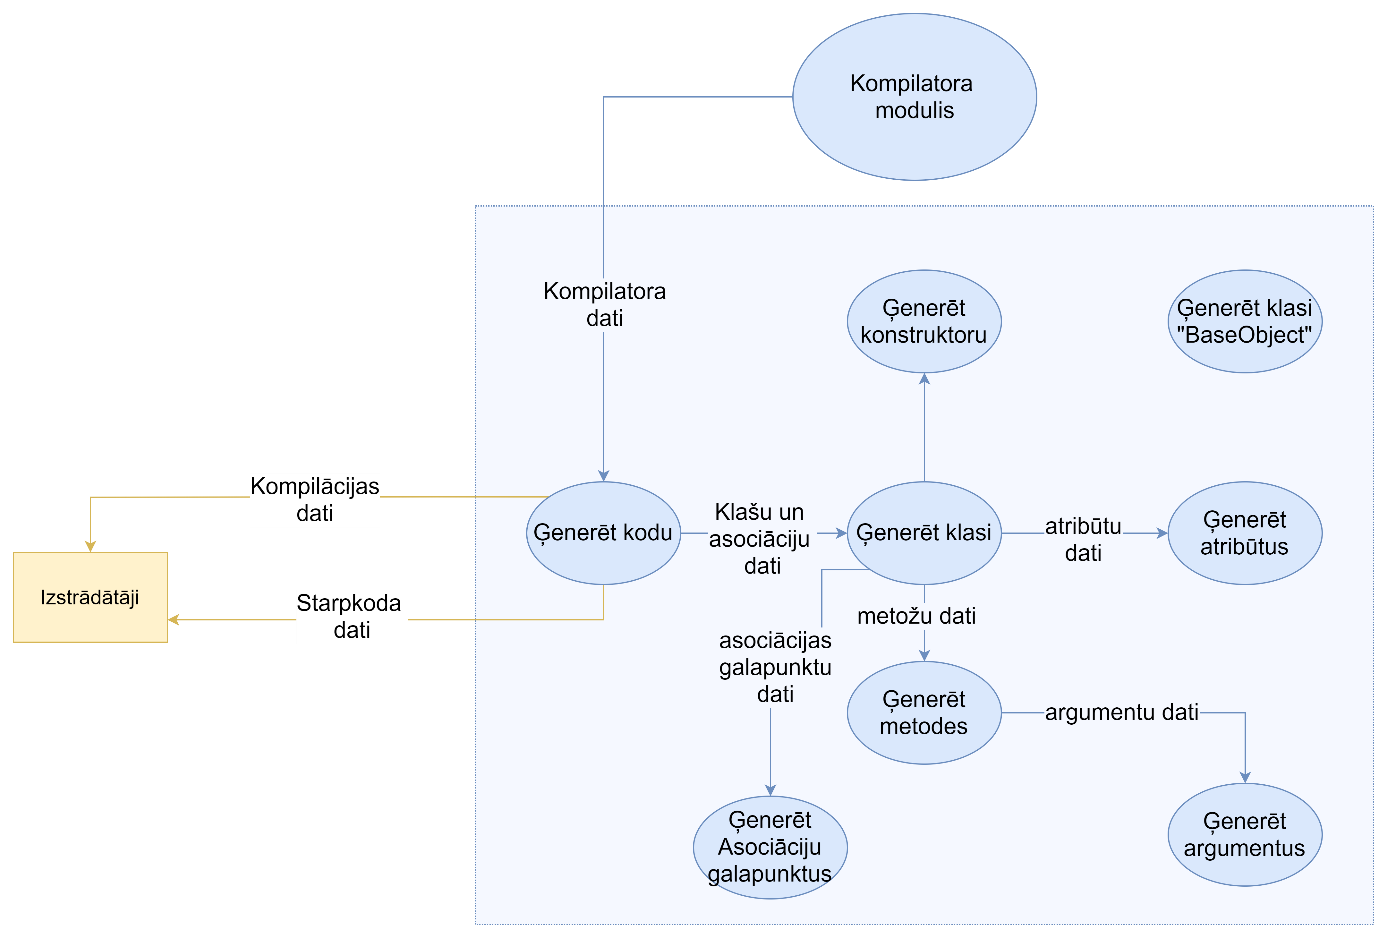 Kompilatora
modulis
Kompilatora
dati
Ģenerēt
konstruktoru
Ģenerēt klasi
"BaseObject"
Kompilācijas
dati
Izstrādātāji
Starpkoda
dati
Ģenerēt kodu
Klašu un
asociāciju
dati
Ģenerēt klasi
atribūtu
dati
Ģenerēt
atribūtus
metožu dati
asociācijas
galapunktu
dati
Ģenerēt
metodes
argumentu dati
Ģenerēt
Asociāciju
galapunktus
Ģenerēt
argumentus